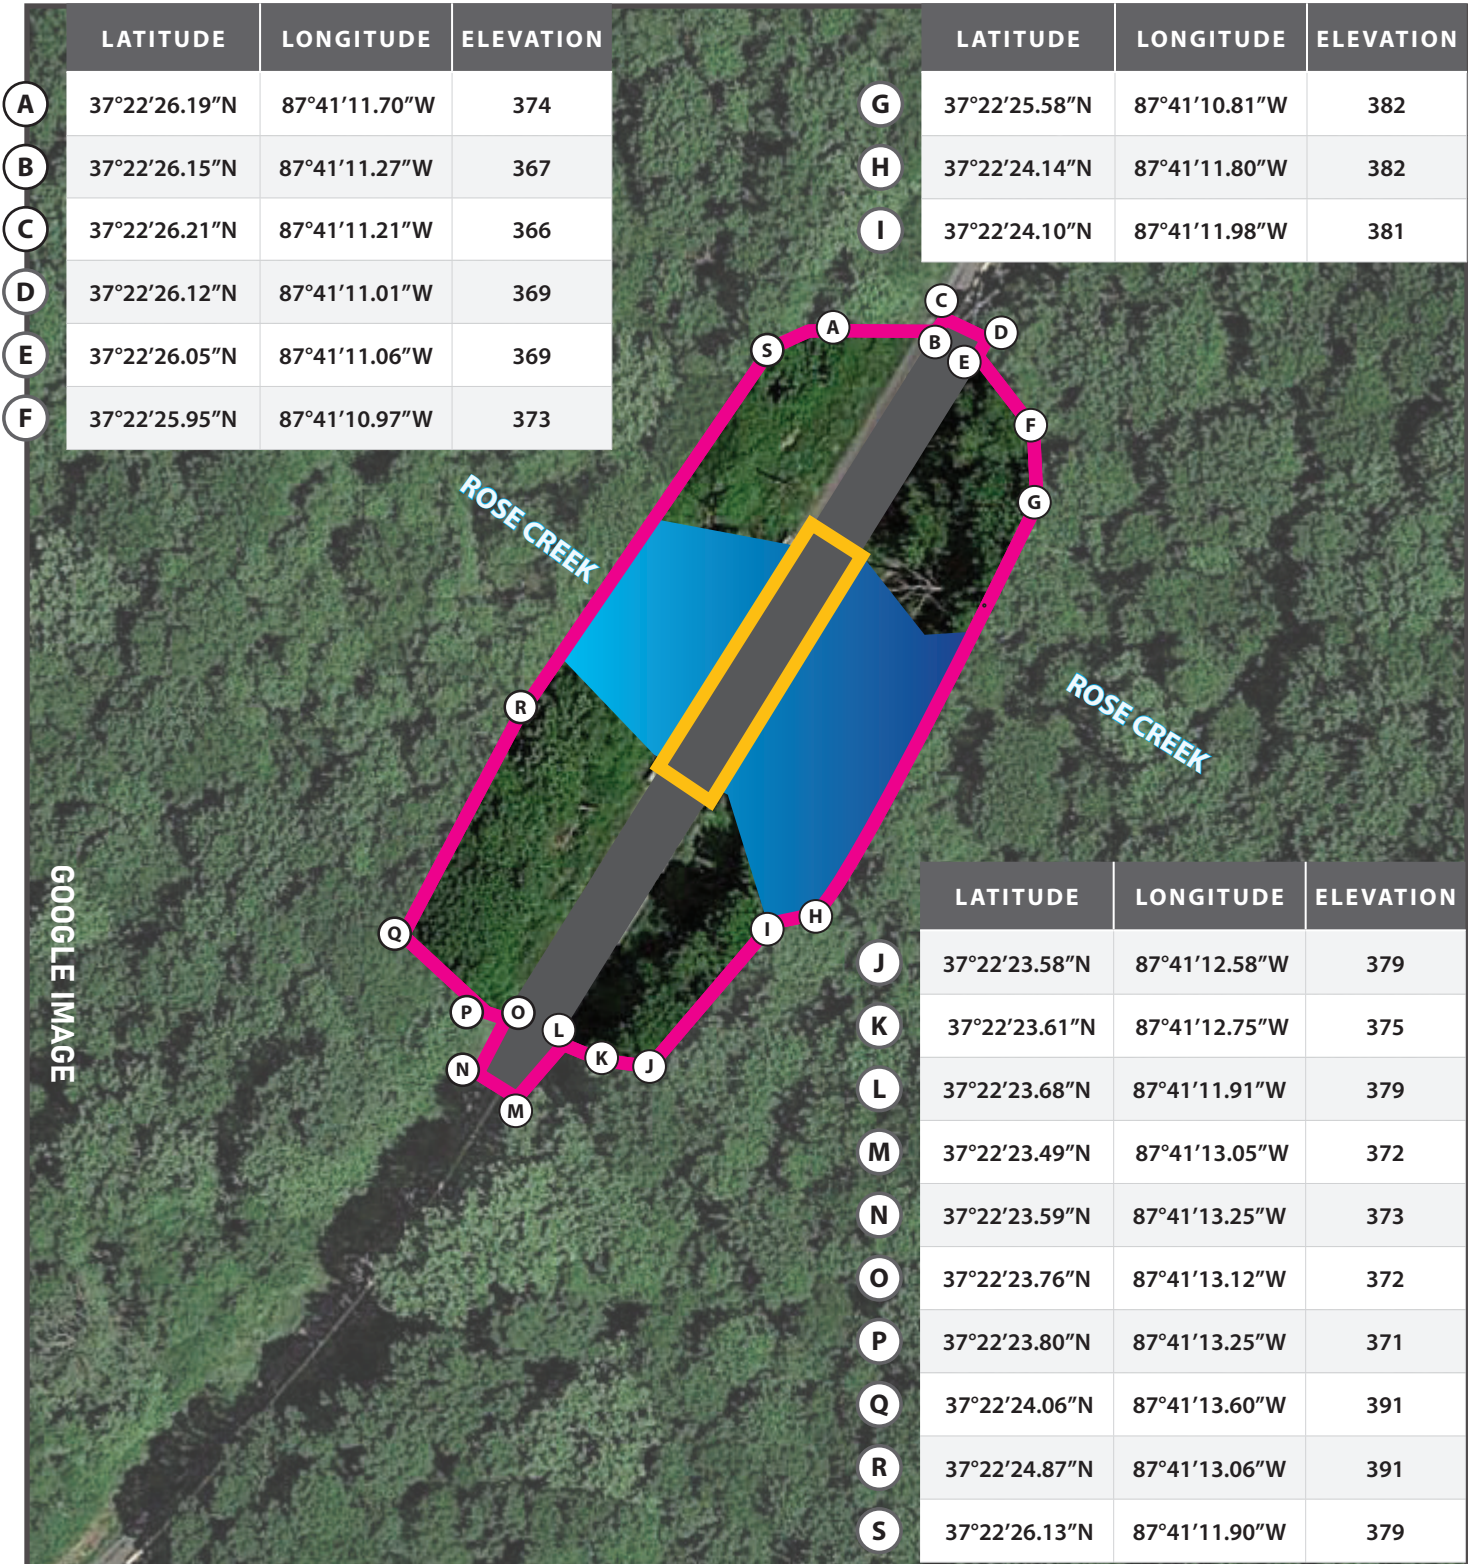 LATITUDE LONGITUDE ELEVATION
A 37°22′26.19″N 87°41′11.70″W 374
B 37°22′26.15″N 87°41′11.27″W 367
C 37°22′26.21″N 87°41′11.21″W 366
D 37°22′26.12″N 87°41′11.01″W 369
E 37°22′26.05″N 87°41′11.06″W 369
F 37°22′25.95″N 87°41′10.97″W 373
LATITUDE LONGITUDE ELEVATION
G 37°22′25.58″N 87°41′10.81″W 382
H 37°22′24.14″N 87°41′11.80″W 382
I 37°22′24.10″N 87°41′11.98″W 381
C
A
D
B
S
E
F
G
ROSE CREEK
R
ROSE CREEK
H
I
Q
P
O
L
K
J
N
M
GOOGLE IMAGE
LATITUDE LONGITUDE ELEVATION
J 37°22′23.58″N 87°41′12.58″W 379
K 37°22′23.61″N 87°41′12.75″W 375
L 37°22′23.68″N 87°41′11.91″W 379
M 37°22′23.49″N 87°41′13.05″W 372
N 37°22′23.59″N 87°41′13.25″W 373
O 37°22′23.76″N 87°41′13.12″W 372
P 37°22′23.80″N 87°41′13.25″W 371
Q 37°22′24.06″N 87°41′13.60″W 391
R 37°22′24.87″N 87°41′13.06″W 391
S 37°22′26.13″N 87°41′11.90″W 379